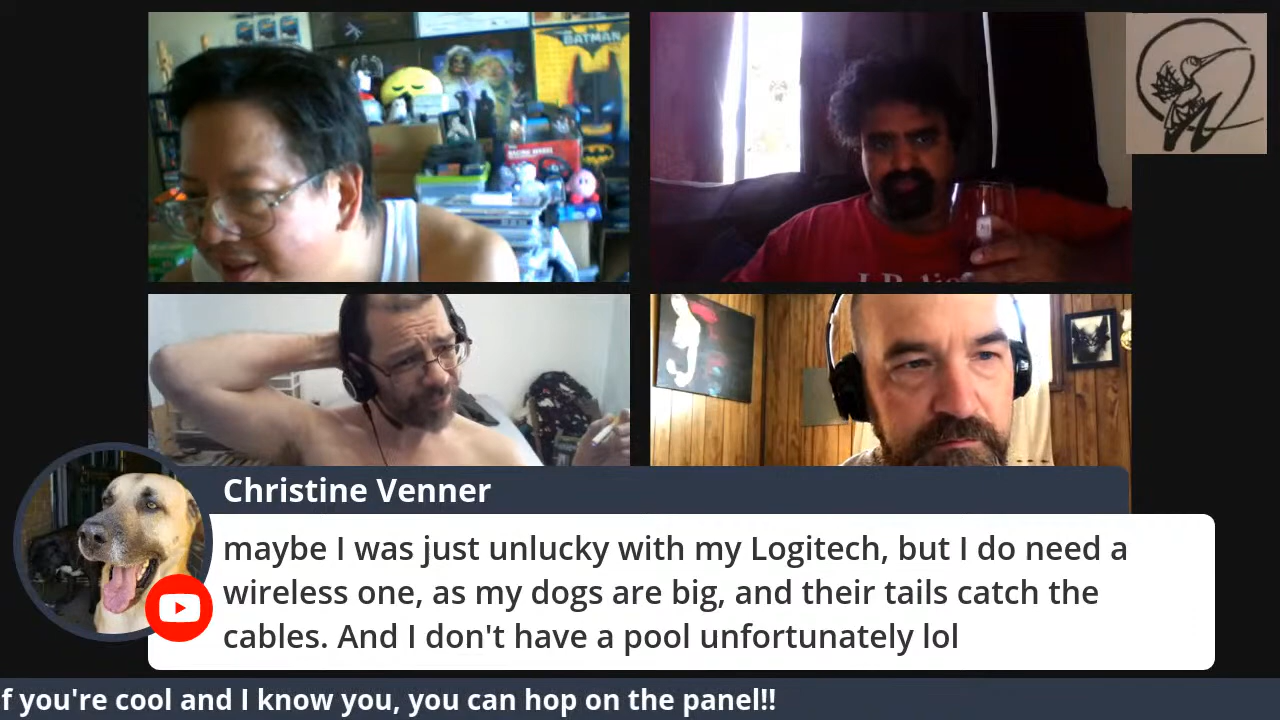 BATMAN
I Belie
Christine Venner
maybe I was just unlucky with my Logitech, but I do need a
wireless one, as my dogs are big, and their tails catch the
cables. And I don't have a pool unfortunately lol
f you're cool and I know you, you can hop on the panel!!